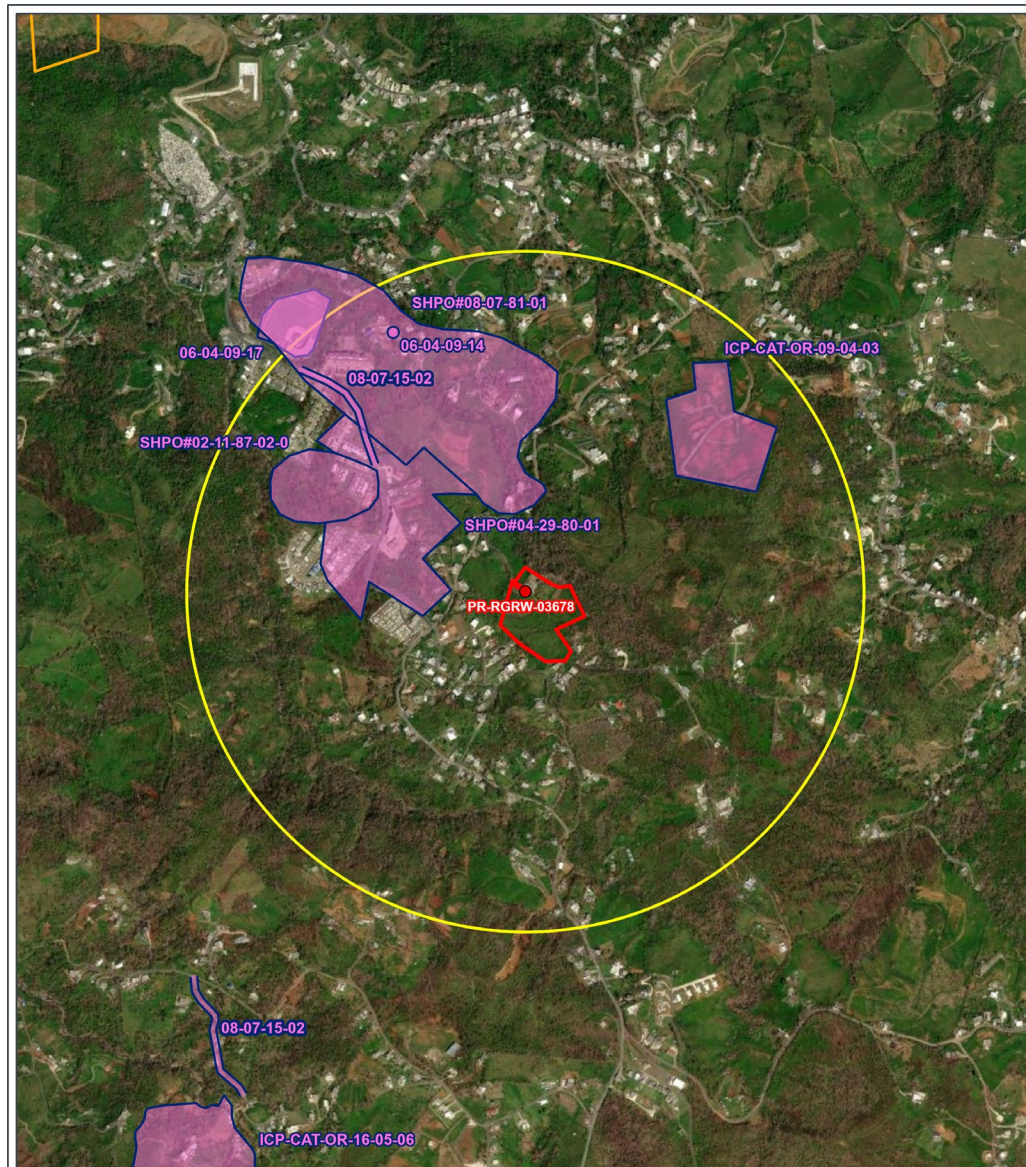 SHPO#08-07-81-01
06-04-09-14
06-04-09-17
ICP-CAT-OR-09-04-03
08-07-15-02
SHPO#02-11-87-02-0
SHPO#04-29-80-01
PR-RGRW-03678
08-07-15-02
ICP-CAT-OR-16-05-06